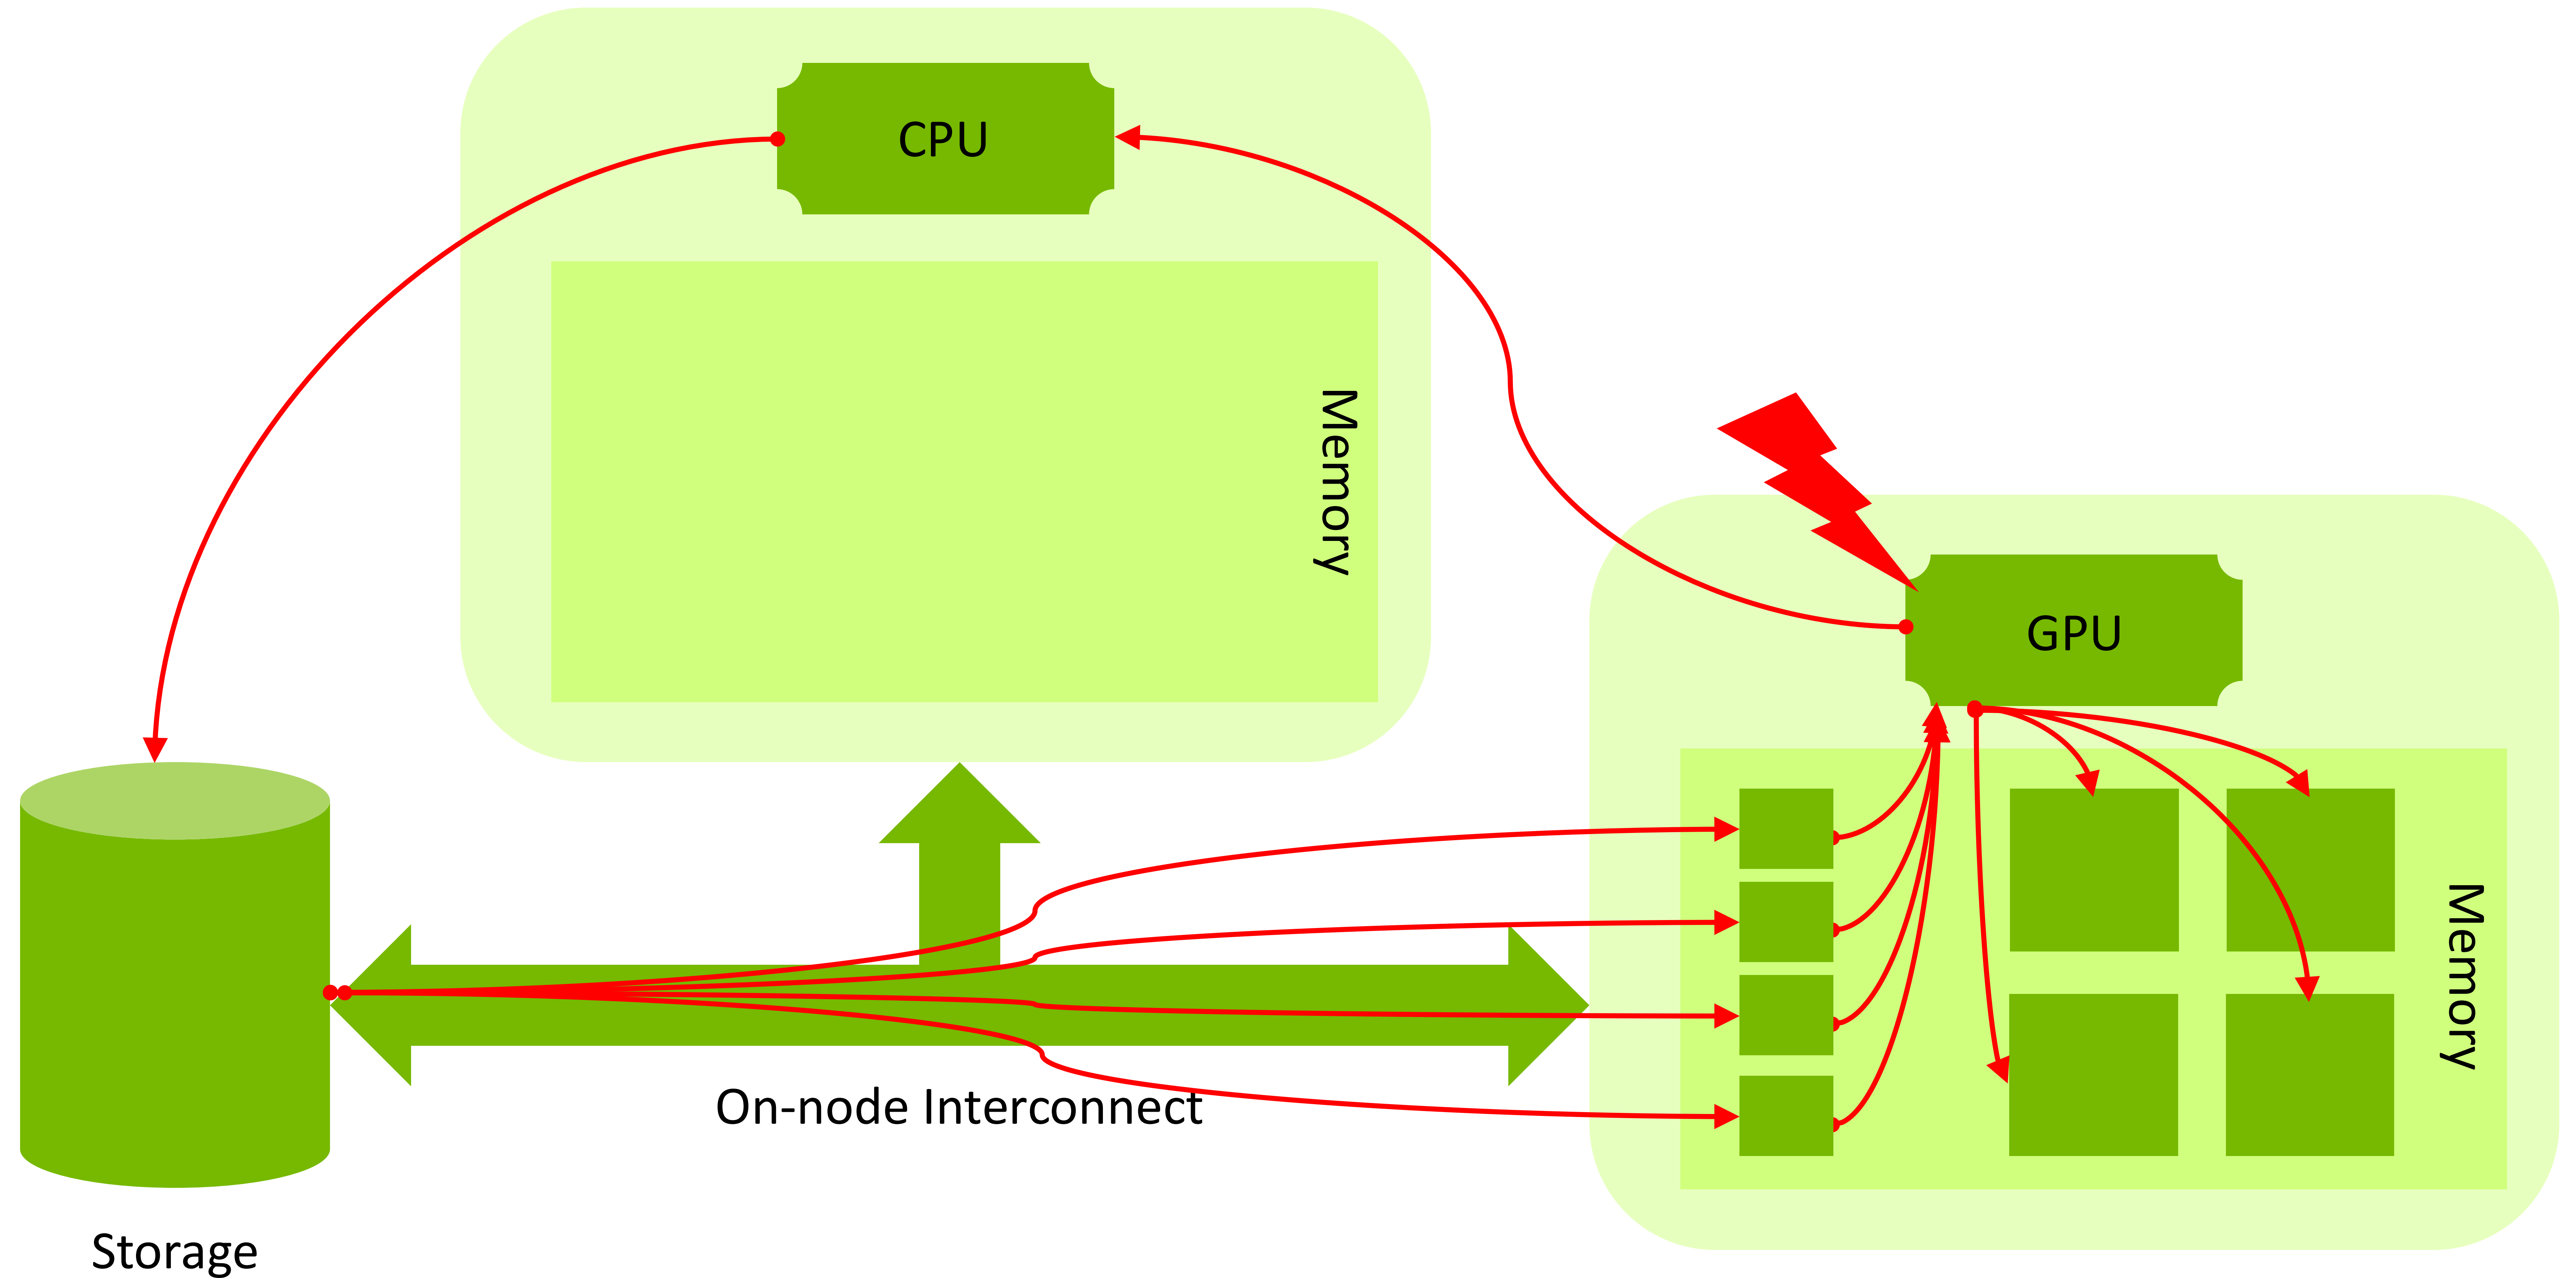 CPU
Memory
GPU
Memory
On-node Interconnect
Storage